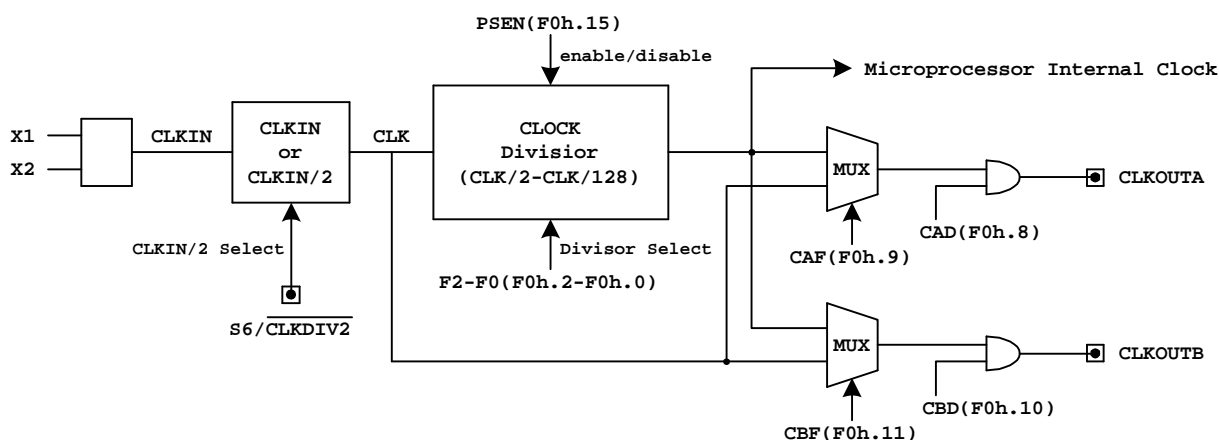 PSEN(F0h.15)
enable/disable
Microprocessor Internal Clock
X1
X2
CLKIN
CLKIN
or
CLKIN/2
CLK
CLOCK
Divisior
(CLK/2-CLK/128)
MUX
CLKOUTA
CAD(F0h.8)
CAF(F0h.9)
CLKIN/2 Select
Divisor Select
F2-F0(F0h.2-F0h.0)
S6/CLKDIV2
MUX
CLKOUTB
CBD(F0h.10)
CBF(F0h.11)